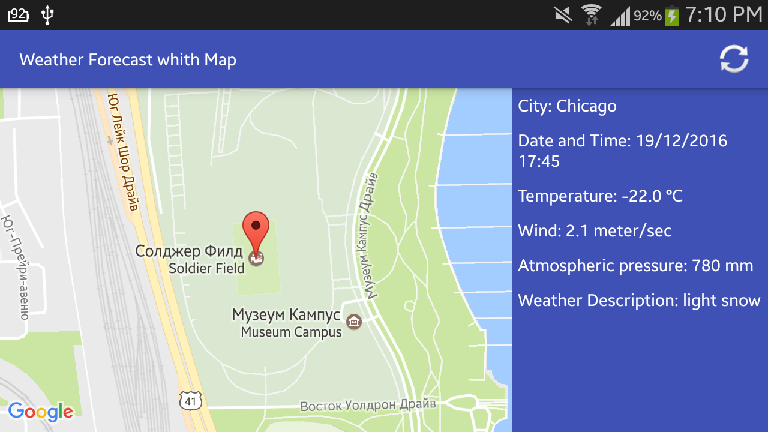 92 92% 7:10 PM
Weather Forecast whith Map
Юг Лейк Шор Драйв
Юг-Прейри-авеню
Солджер Филд
Soldier Field
Музеум Кампус Драйв
Музеум Кампус
Museum Campus
41
Восток Уолдрон Драйв
Google
City: Chicago
Date and Time: 19/12/2016
17:45
Temperature: -22.0 °C
Wind: 2.1 meter/sec
Atmospheric pressure: 780 mm
Weather Description: light snow